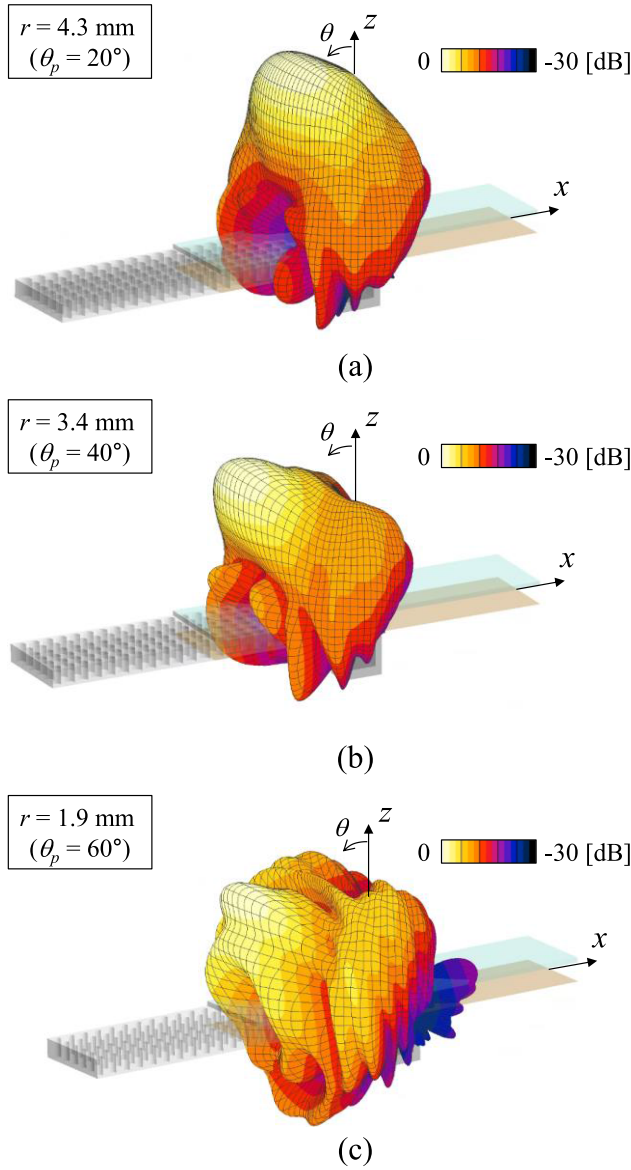 r = 4.3 mm
(θp = 20°)
θ
z
0
-30 [dB]
x
(a)
r = 3.4 mm
(θp = 40°)
θ
z
0
-30 [dB]
x
(b)
r = 1.9 mm
(θp = 60°)
θ
z
0
-30 [dB]
x
(c)